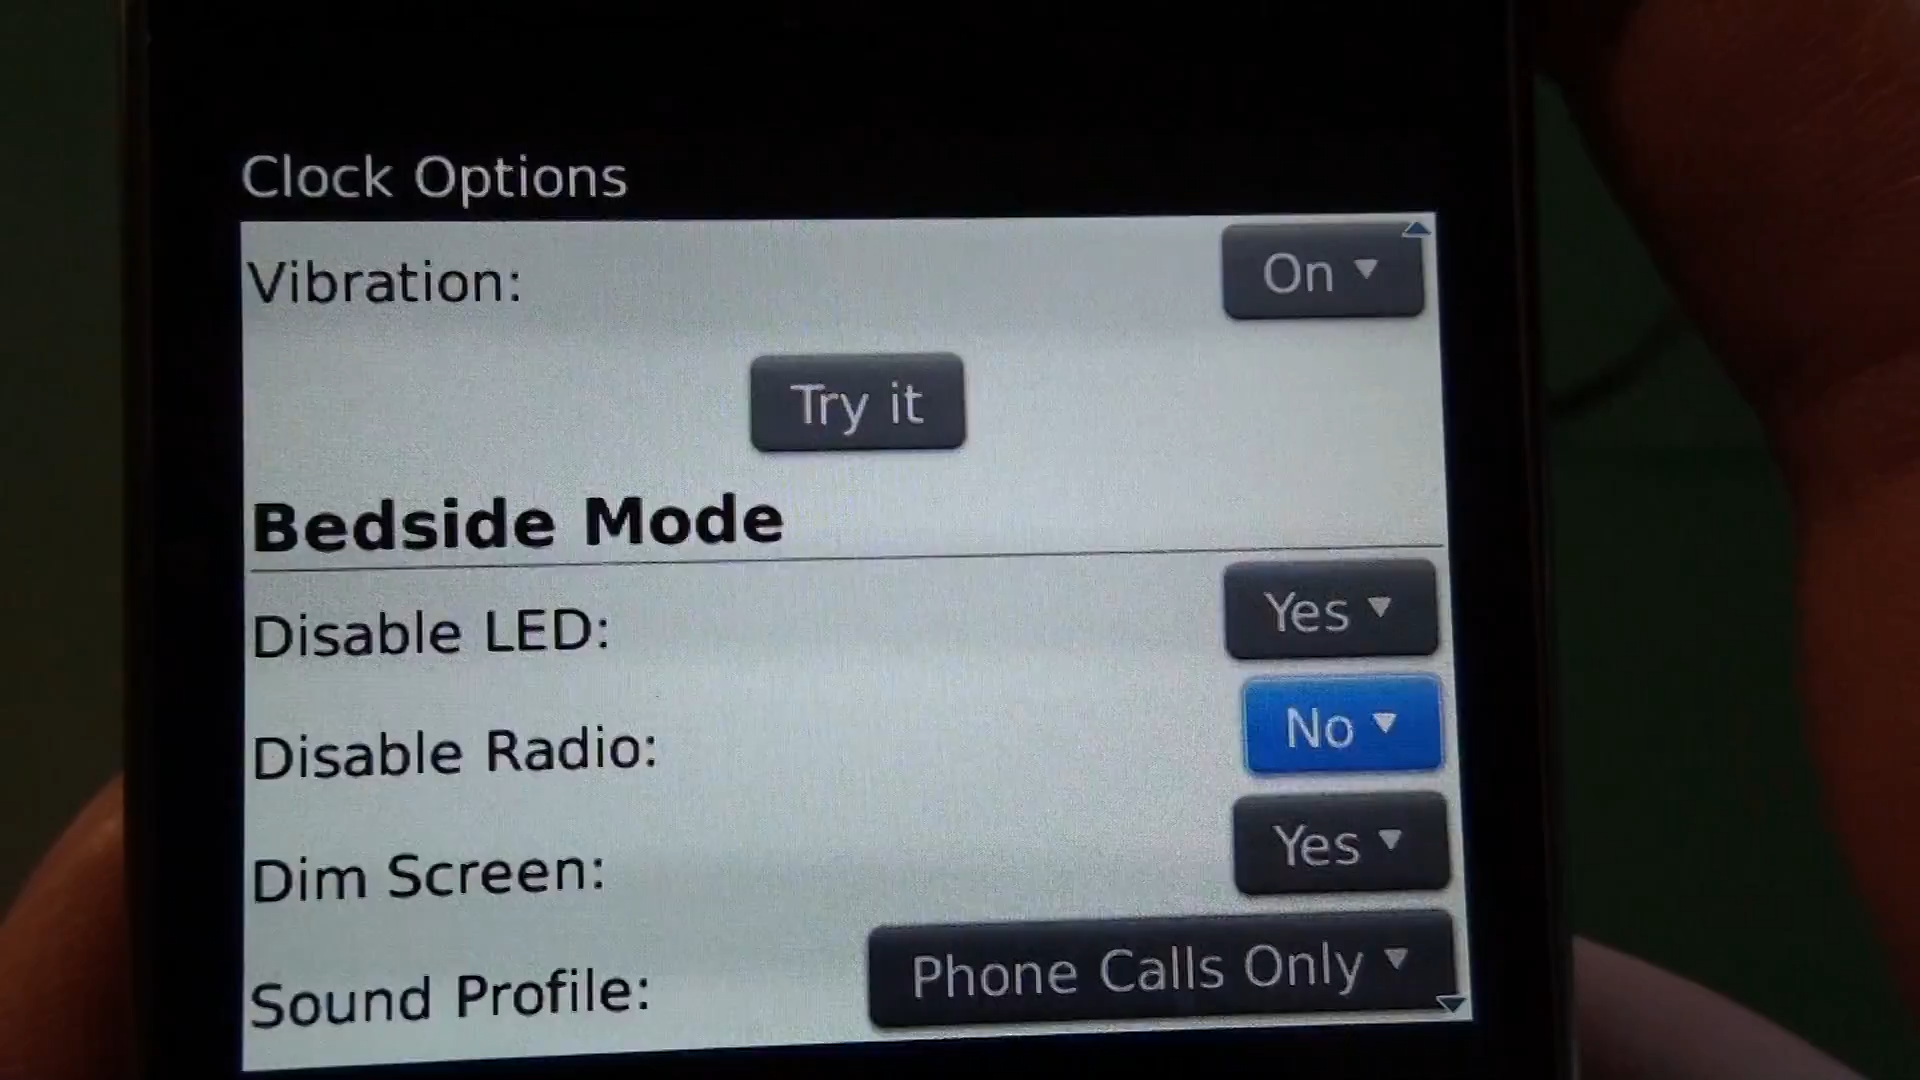 Clock Options
Vibration: On
Try it
Bedside Mode
Disable LED: Yes
Disable Radio: No
Dim Screen: Yes
Sound Profile: Phone Calls Only